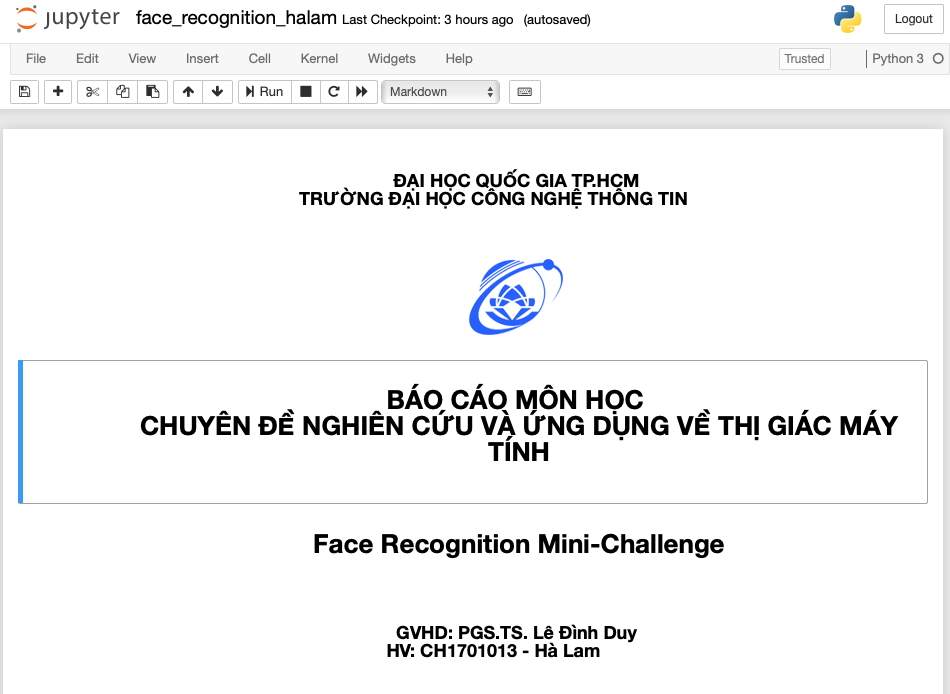 jupyter face_recognition_halam Last Checkpoint: 3 hours ago (autosaved) Logout
File Edit View Insert Cell Kernel Widgets Help Trusted Python 3
Run Markdown
ĐẠI HỌC QUỐC GIA TP.HCM
TRƯỜNG ĐẠI HỌC CÔNG NGHỆ THÔNG TIN
BÁO CÁO MÔN HỌC
CHUYÊN ĐỀ NGHIÊN CỨU VÀ ỨNG DỤNG VỀ THỊ GIÁC MÁY
TÍNH
Face Recognition Mini-Challenge
GVHD: PGS.TS. Lê Đình Duy
HV: CH1701013 - Hà Lam